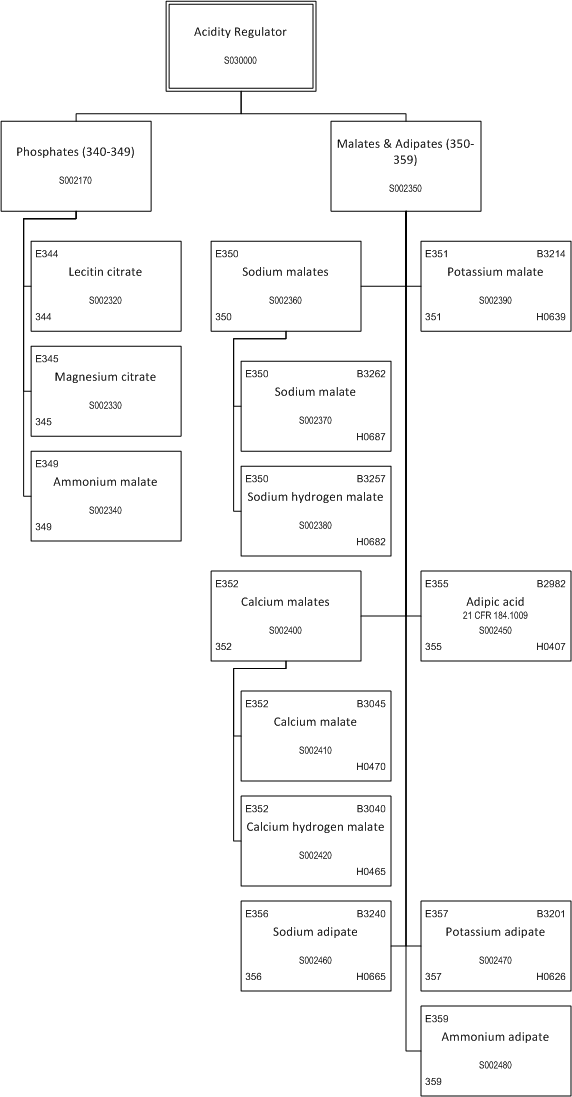 Acidity Regulator
S030000
Phosphates (340-349)
S002170
Malates & Adipates (350-
359)
S002350
E344
Lecitin citrate
S002320
344
E345
Magnesium citrate
S002330
345
E349
Ammonium malate
S002340
349
E350
Sodium malates
S002360
350
E351 B3214
Potassium malate
S002390
351 H0639
E350 B3262
Sodium malate
S002370
H0687
E350 B3257
Sodium hydrogen malate
S002380
H0682
E352
Calcium malates
S002400
352
E355 B2982
Adipic acid
21 CFR 184.1009
S002450
355 H0407
E352 B3045
Calcium malate
S002410
H0470
E352 B3040
Calcium hydrogen malate
S002420
H0465
E356 B3240
Sodium adipate
S002460
356 H0665
E357 B3201
Potassium adipate
S002470
357 H0626
E359
Ammonium adipate
S002480
359